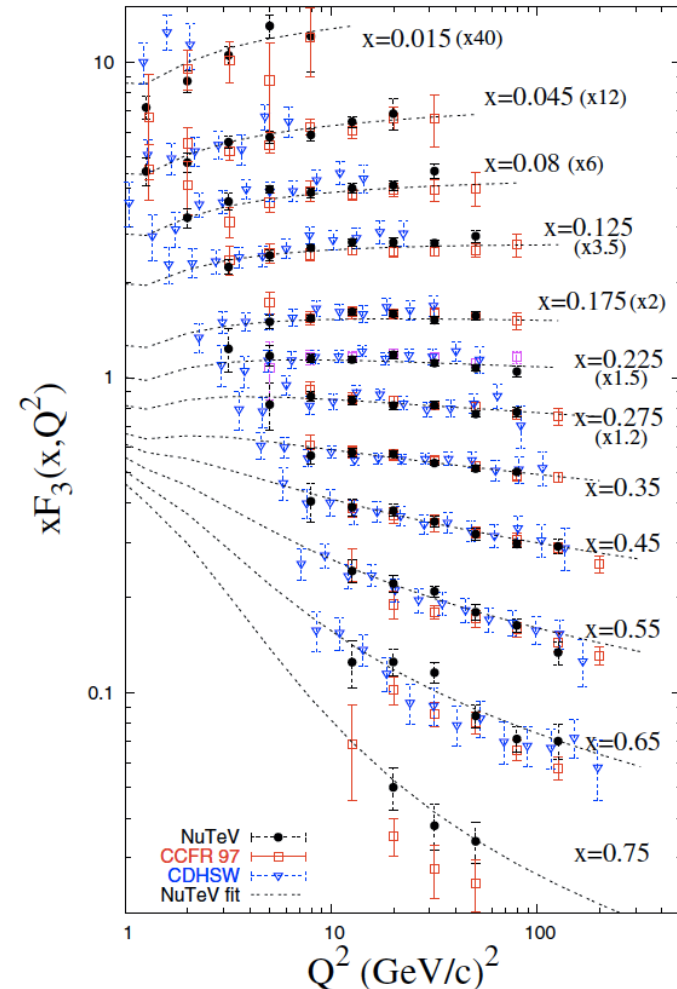 10
1
0.1
xF₃(x,Q²)
x=0.015 (x40)
x=0.045 (x12)
x=0.08 (x6)
x=0.125
(x3.5)
x=0.175 (x2)
x=0.225
(x1.5)
x=0.275
(x1.2)
x=0.35
x=0.45
x=0.55
x=0.65
x=0.75
NuTeV
CCFR 97
CDHSW
NuTeV fit
1 10 100
Q² (GeV/c)²